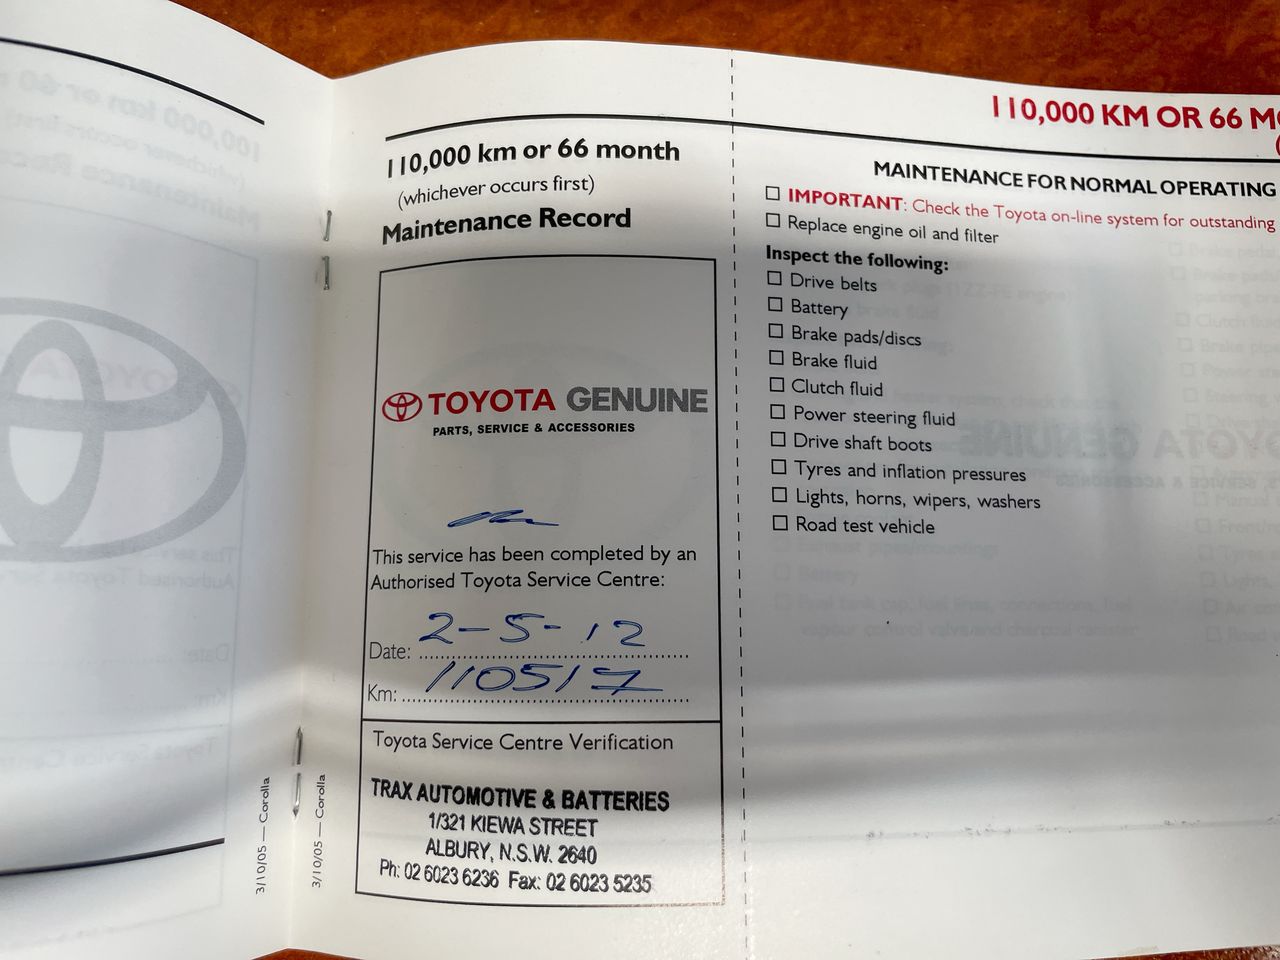 110,000 km or 66 month
(whichever occurs first)
Maintenance Record
TOYOTA GENUINE
PARTS, SERVICE & ACCESSORIES
This service has been completed by an
Authorised Toyota Service Centre:
Date: 2-5-12
Km: 110517
Toyota Service Centre Verification
TRAX AUTOMOTIVE & BATTERIES
1/321 KIEWA STREET
ALBURY, N.S.W. 2640
Ph: 02 6023 6236 Fax: 02 6023 5235
3/10/05 — Corolla
3/10/05 — Corolla
110,000 KM OR 66
MAINTENANCE FOR NORMAL OPERATING
IMPORTANT: Check the Toyota on-line system for outstanding
Replace engine oil and filter
Inspect the following:
Drive belts
Battery
Brake pads/discs
Brake fluid
Clutch fluid
Power steering fluid
Drive shaft boots
Tyres and inflation pressures
Lights, horns, wipers, washers
Road test vehicle